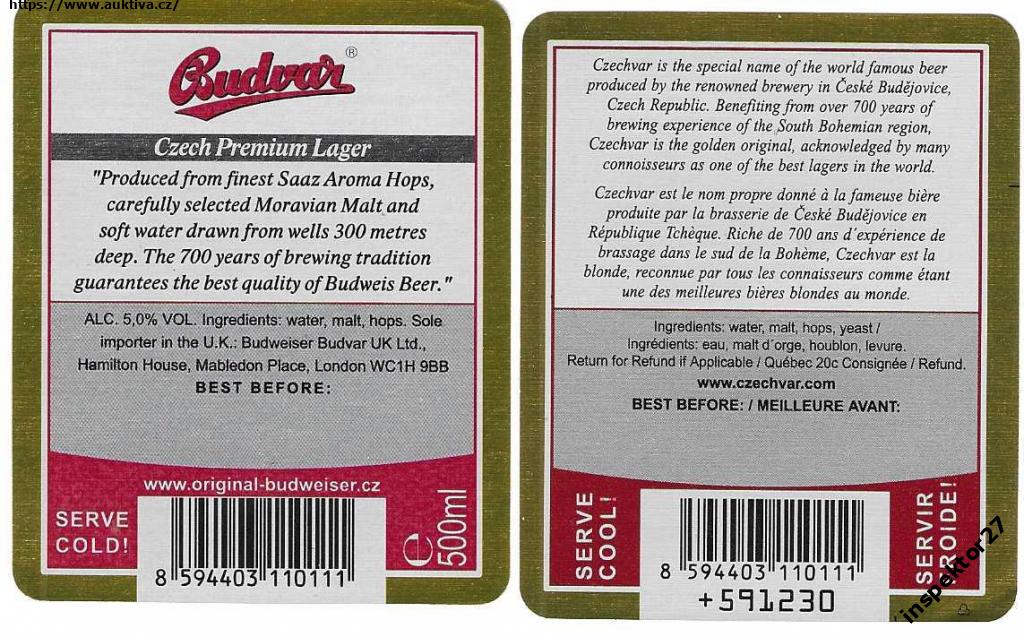 https://www.auktiva.cz/
Budvar®
Czech Premium Lager
"Produced from finest Saaz Aroma Hops,
carefully selected Moravian Malt and
soft water drawn from wells 300 metres
deep. The 700 years of brewing tradition
guarantees the best quality of Budweis Beer."
ALC. 5,0% VOL. Ingredients: water, malt, hops. Sole
importer in the U.K.: Budweiser Budvar UK Ltd.,
Hamilton House, Mabledon Place, London WC1H 9BB
BEST BEFORE:
www.original-budweiser.cz
SERVE
COLD!
8 594403 110111
e 500ml
Czechvar is the special name of the world famous beer
produced by the renowned brewery in České Budějovice,
Czech Republic. Benefiting from over 700 years of
brewing experience of the South Bohemian region,
Czechvar is the golden original, acknowledged by many
connoisseurs as one of the best lagers in the world.
Czechvar est le nom propre donné à la fameuse bière
produite par la brasserie de České Budějovice en
République Tchèque. Riche de 700 ans d´expérience de
brassage dans le sud de la Bohème, Czechvar est la
blonde, reconnue par tous les connaisseurs comme étant
une des meilleures bières blondes au monde.
Ingredients: water, malt, hops, yeast /
Ingrédients: eau, malt d´orge, houblon, levure.
Return for Refund if Applicable / Québec 20c Consignée / Refund.
www.czechvar.com
BEST BEFORE: / MEILLEURE AVANT:
SERVE
COOL!
8 594403 110111
+591230
SERVIR
FROIDE!
inspektor27